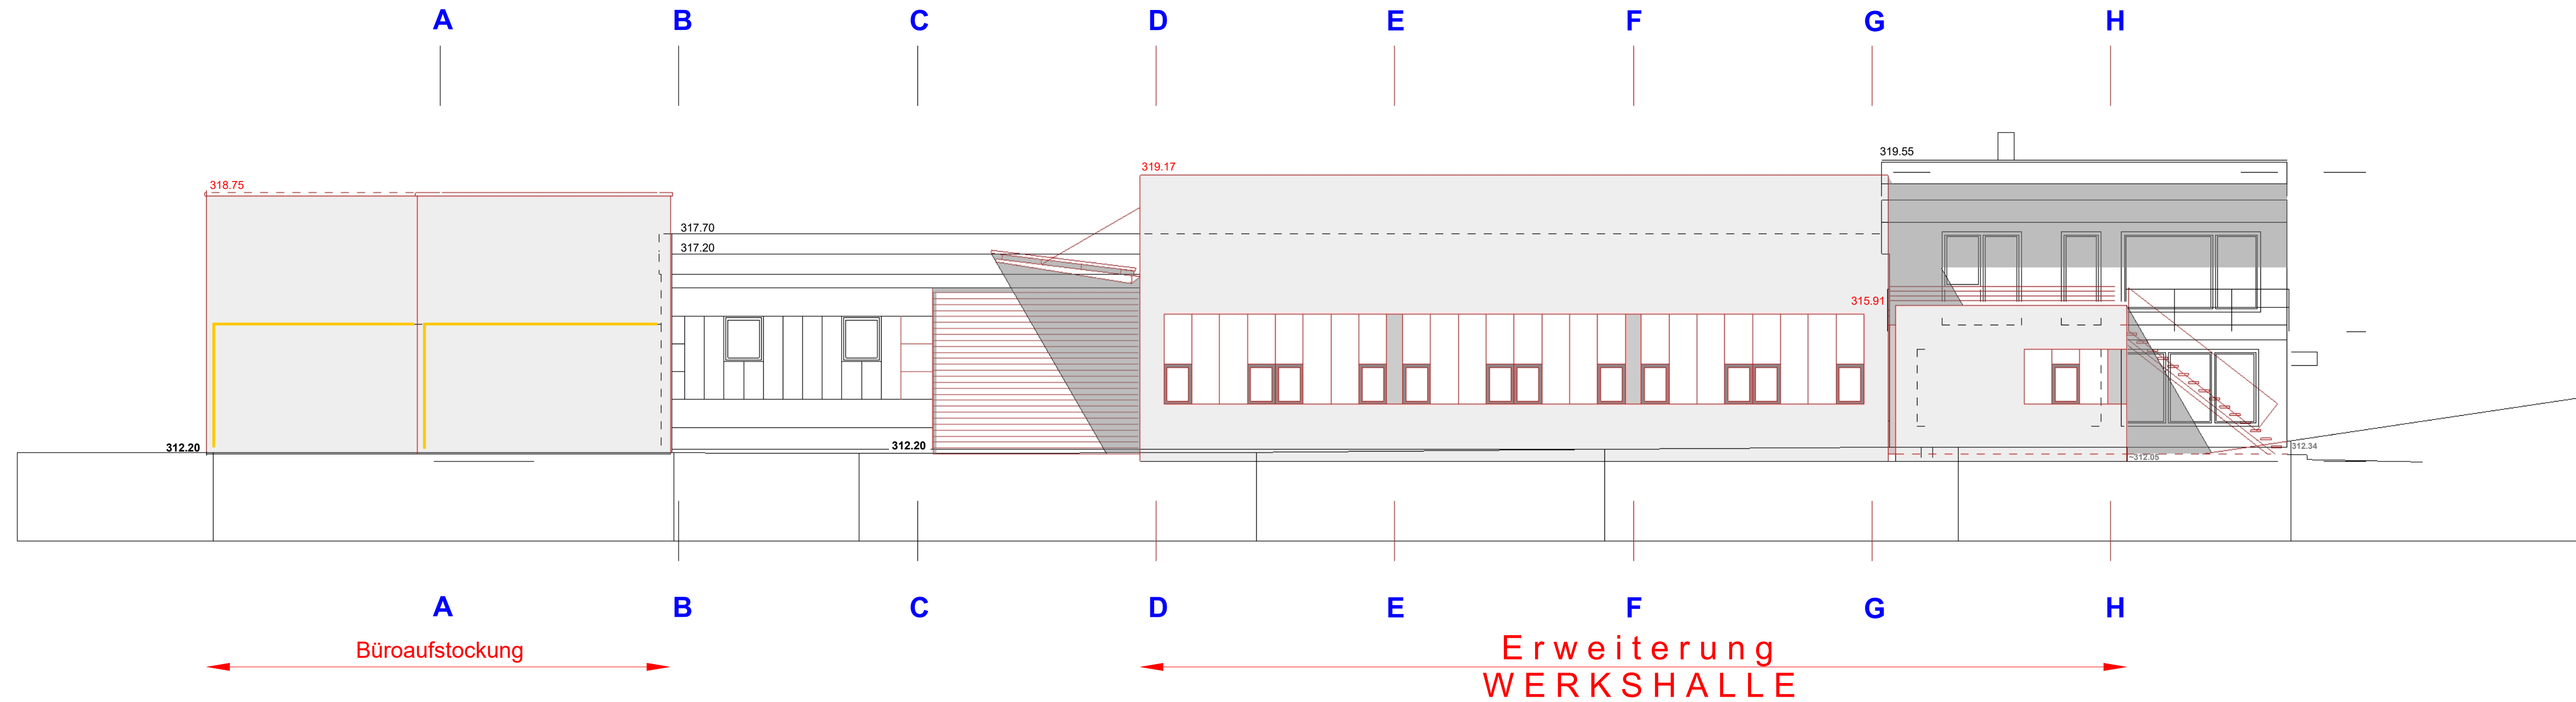 A B C D E F G H
319.55
319.17
318.75
317.70
317.20
315.91
312.20
312.20
312.34
~312.05
A B C D E F G H
Büroaufstockung
Erweiterung
WERKSHALLE